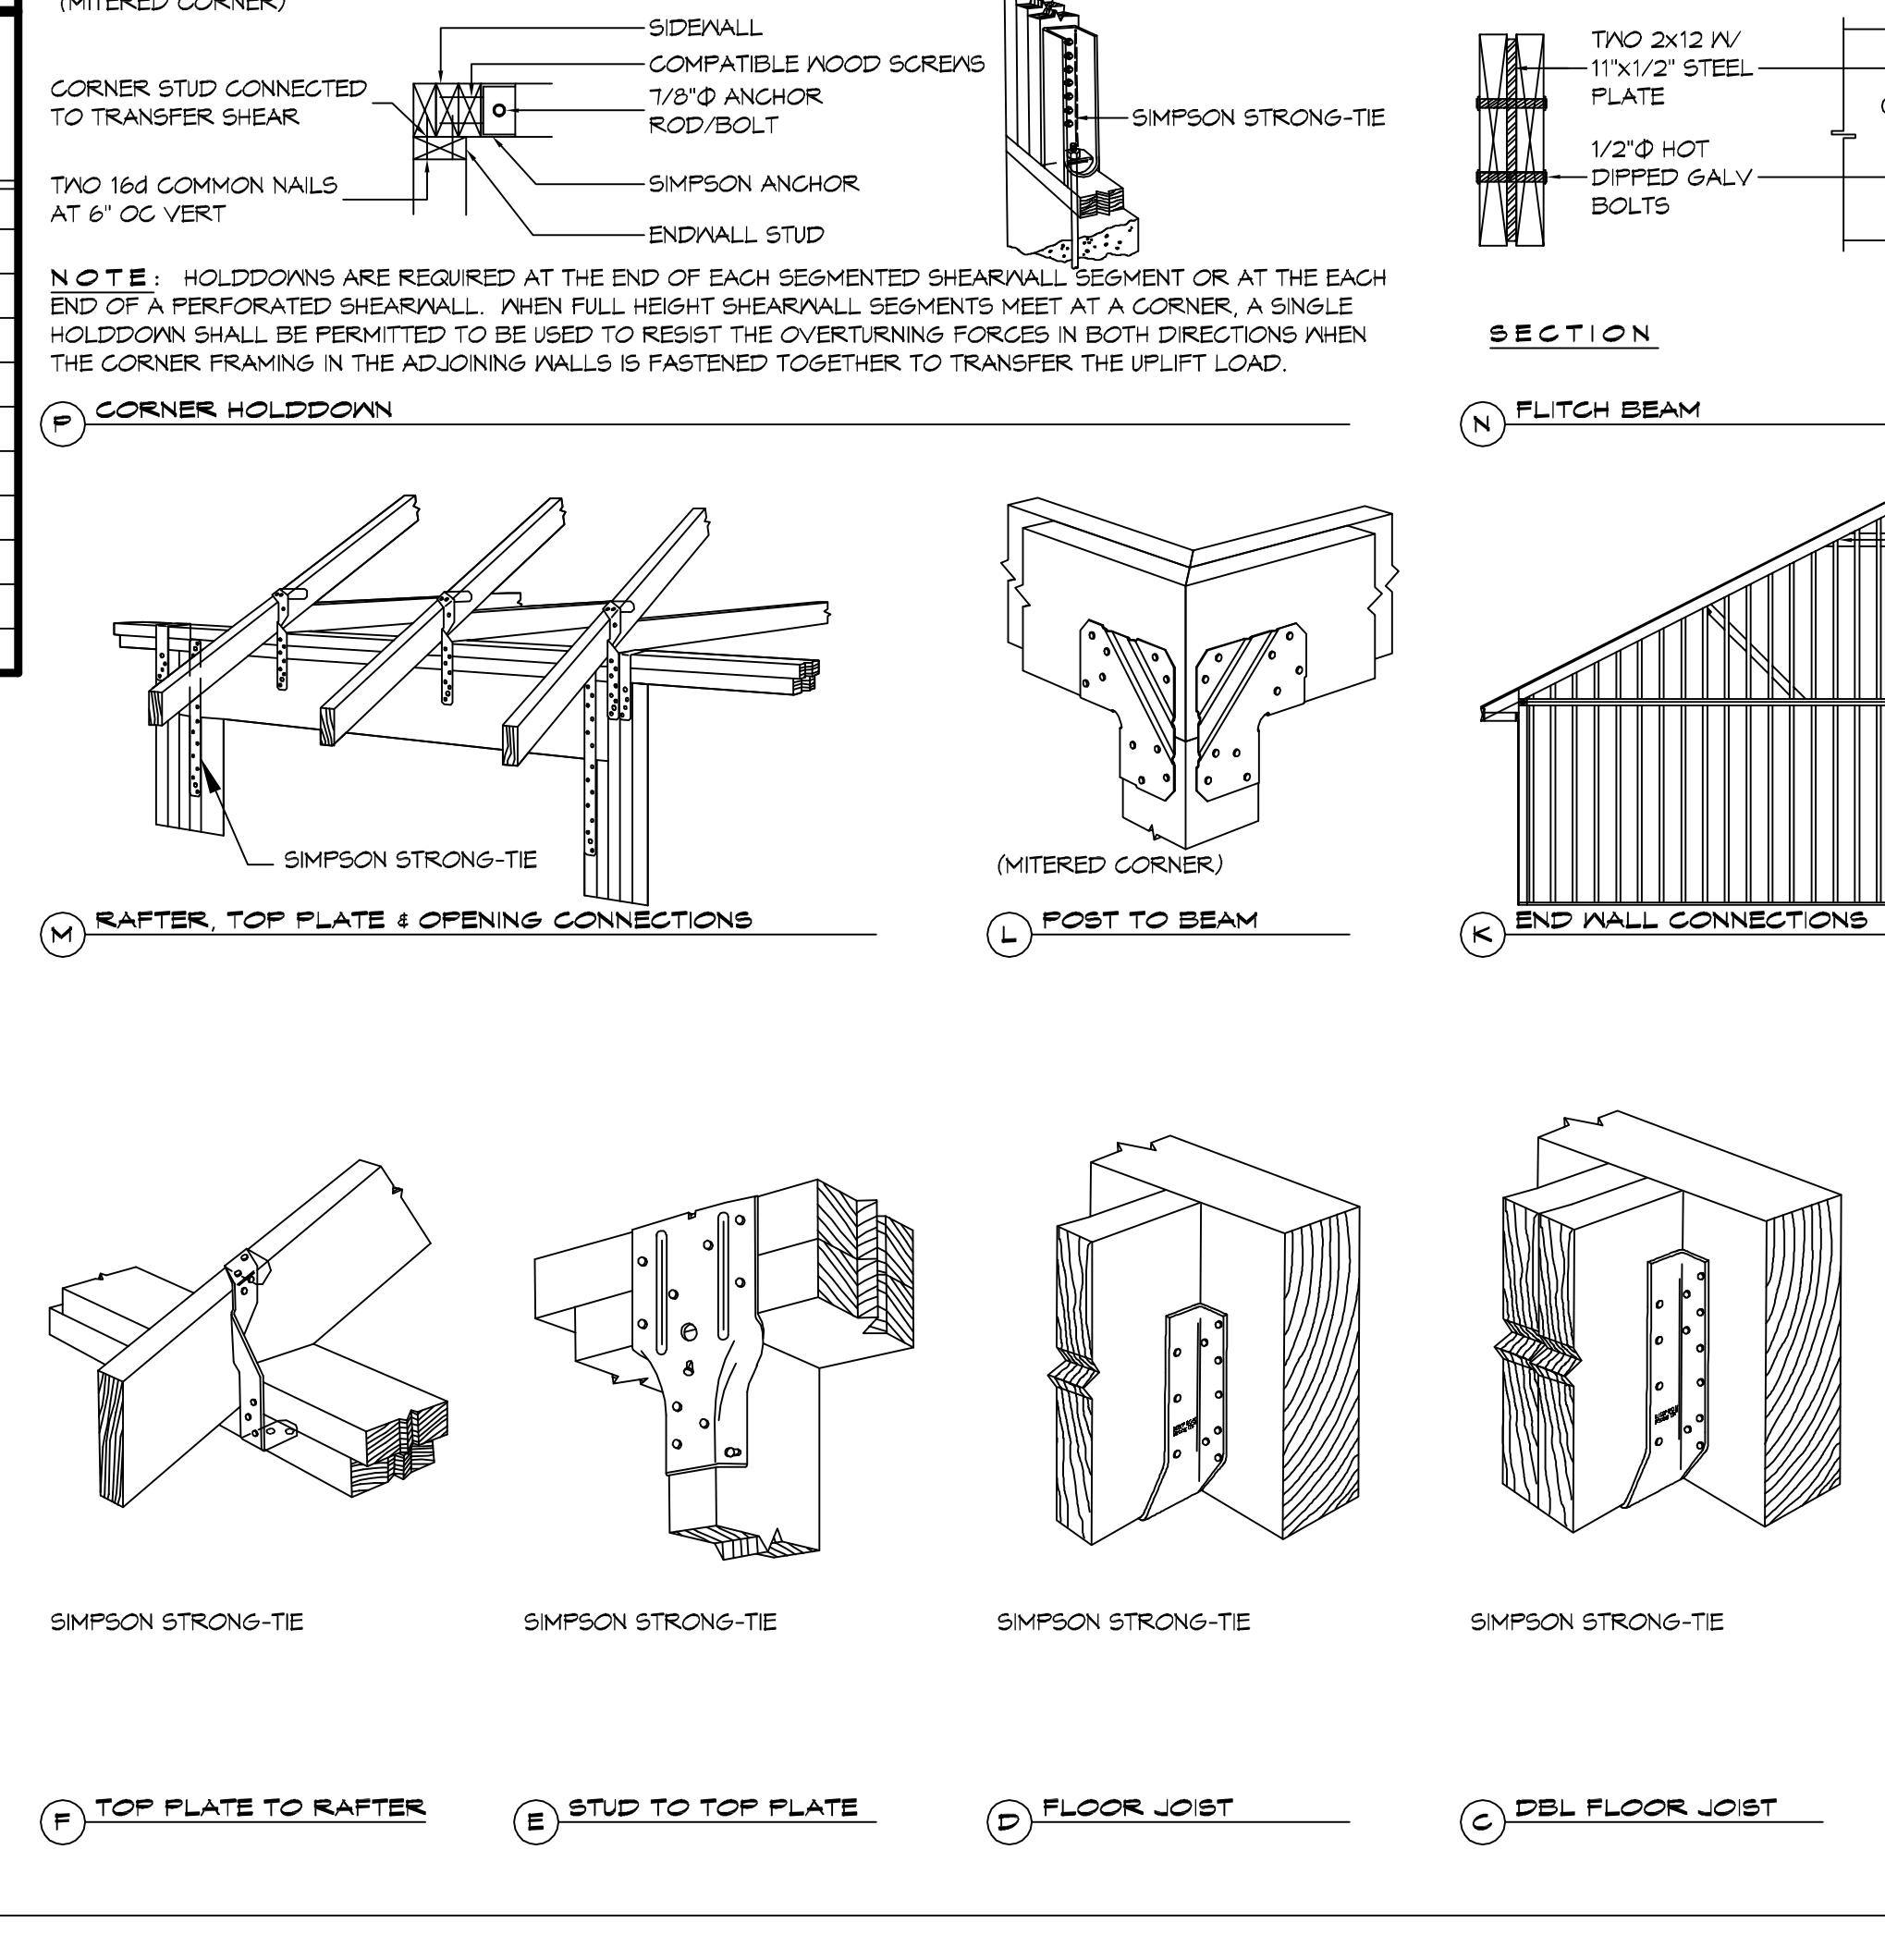 (MITERED CORNER)
SIDEWALL
COMPATIBLE WOOD SCREWS
7/8"Φ ANCHOR
ROD/BOLT
CORNER STUD CONNECTED
TO TRANSFER SHEAR
TWO 16d COMMON NAILS
AT 6" OC VERT
SIMPSON ANCHOR
ENDWALL STUD
SIMPSON STRONG-TIE
NOTE: HOLDDOWNS ARE REQUIRED AT THE END OF EACH SEGMENTED SHEARWALL SEGMENT OR AT THE EACH
END OF A PERFORATED SHEARWALL. WHEN FULL HEIGHT SHEARWALL SEGMENTS MEET AT A CORNER, A SINGLE
HOLDDOWN SHALL BE PERMITTED TO BE USED TO RESIST THE OVERTURNING FORCES IN BOTH DIRECTIONS WHEN
THE CORNER FRAMING IN THE ADJOINING WALLS IS FASTENED TOGETHER TO TRANSFER THE UPLIFT LOAD.
P CORNER HOLDDOWN
TWO 2x12 W/
11"x1/2" STEEL
PLATE
1/2"Φ HOT
DIPPED GALV
BOLTS
SECTION
N FLITCH BEAM
SIMPSON STRONG-TIE
M RAFTER, TOP PLATE & OPENING CONNECTIONS
(MITERED CORNER)
L POST TO BEAM
K END WALL CONNECTIONS
SIMPSON STRONG-TIE
F TOP PLATE TO RAFTER
SIMPSON STRONG-TIE
E STUD TO TOP PLATE
SIMPSON STRONG-TIE
D FLOOR JOIST
SIMPSON STRONG-TIE
C DBL FLOOR JOIST